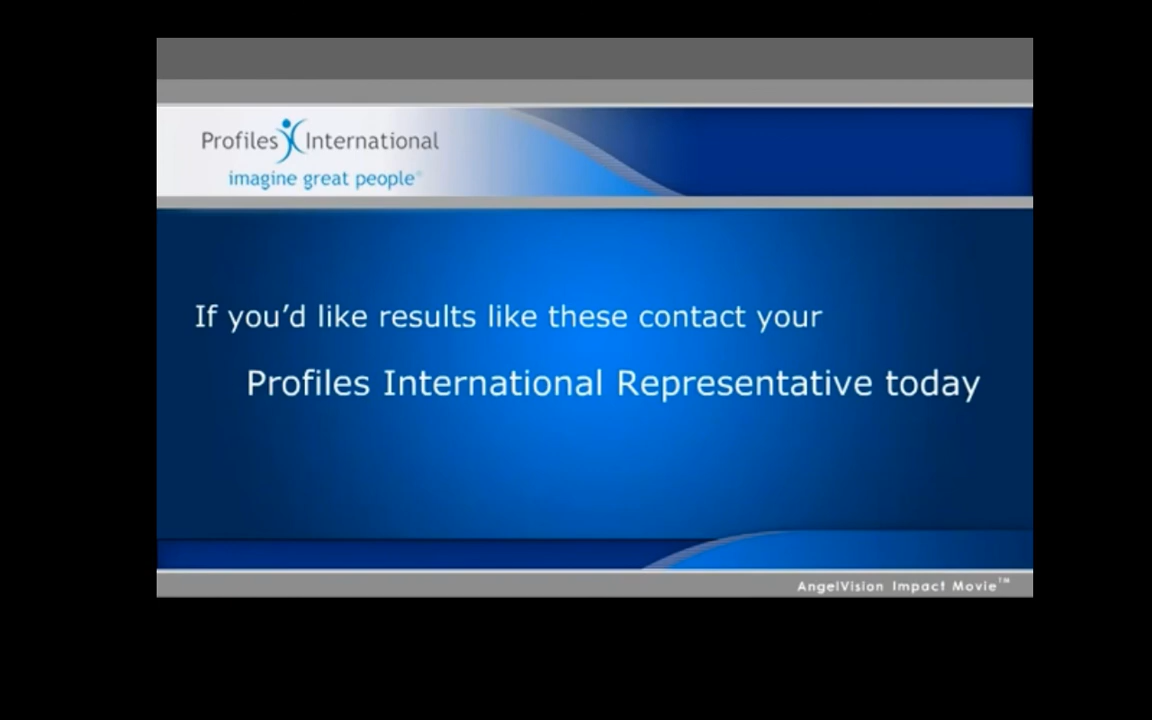 Profiles International
imagine great people®
If you’d like results like these contact your
Profiles International Representative today
AngelVision Impact Movie™